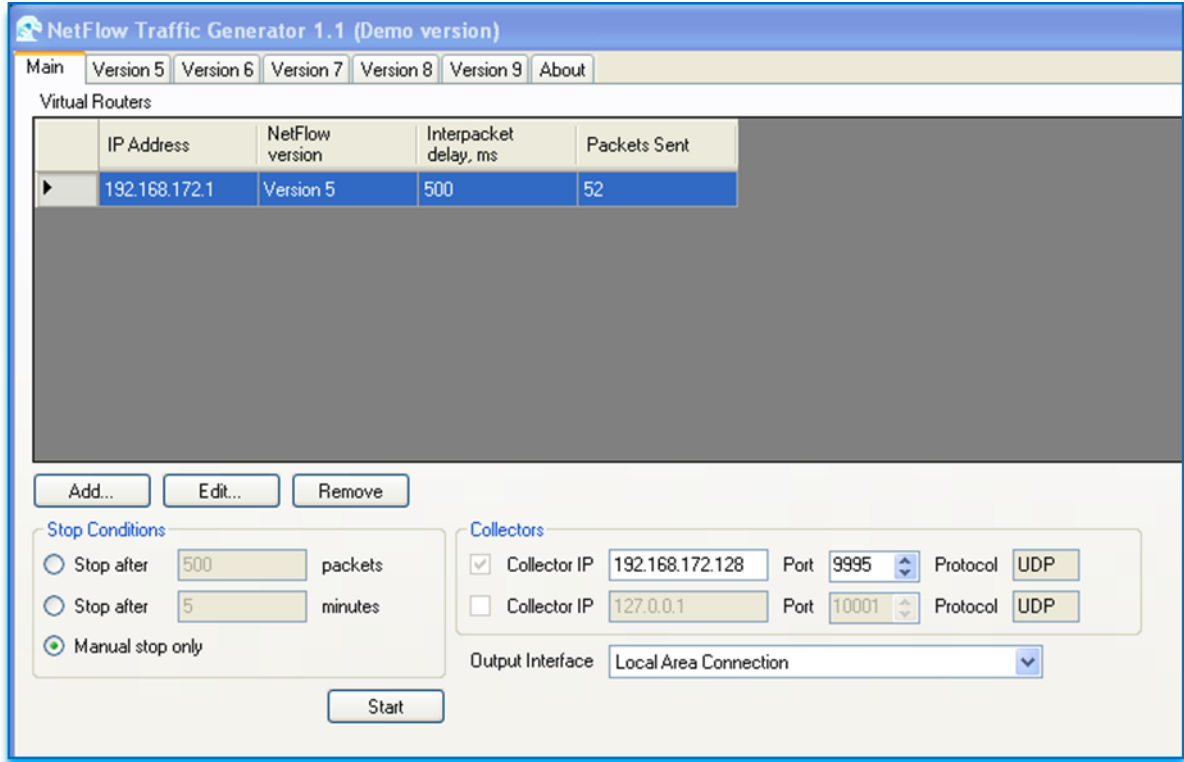 NetFlow Traffic Generator 1.1 (Demo version)
Main Version 5 Version 6 Version 7 Version 8 Version 9 About
Virtual Routers
IP Address NetFlow version Interpacket delay, ms Packets Sent
192.168.172.1 Version 5 500 52
Add... Edit... Remove
Stop Conditions
Stop after 500 packets
Stop after 5 minutes
Manual stop only
Collectors
Collector IP 192.168.172.128 Port 9995 Protocol UDP
Collector IP 127.0.0.1 Port 10001 Protocol UDP
Output Interface Local Area Connection
Start